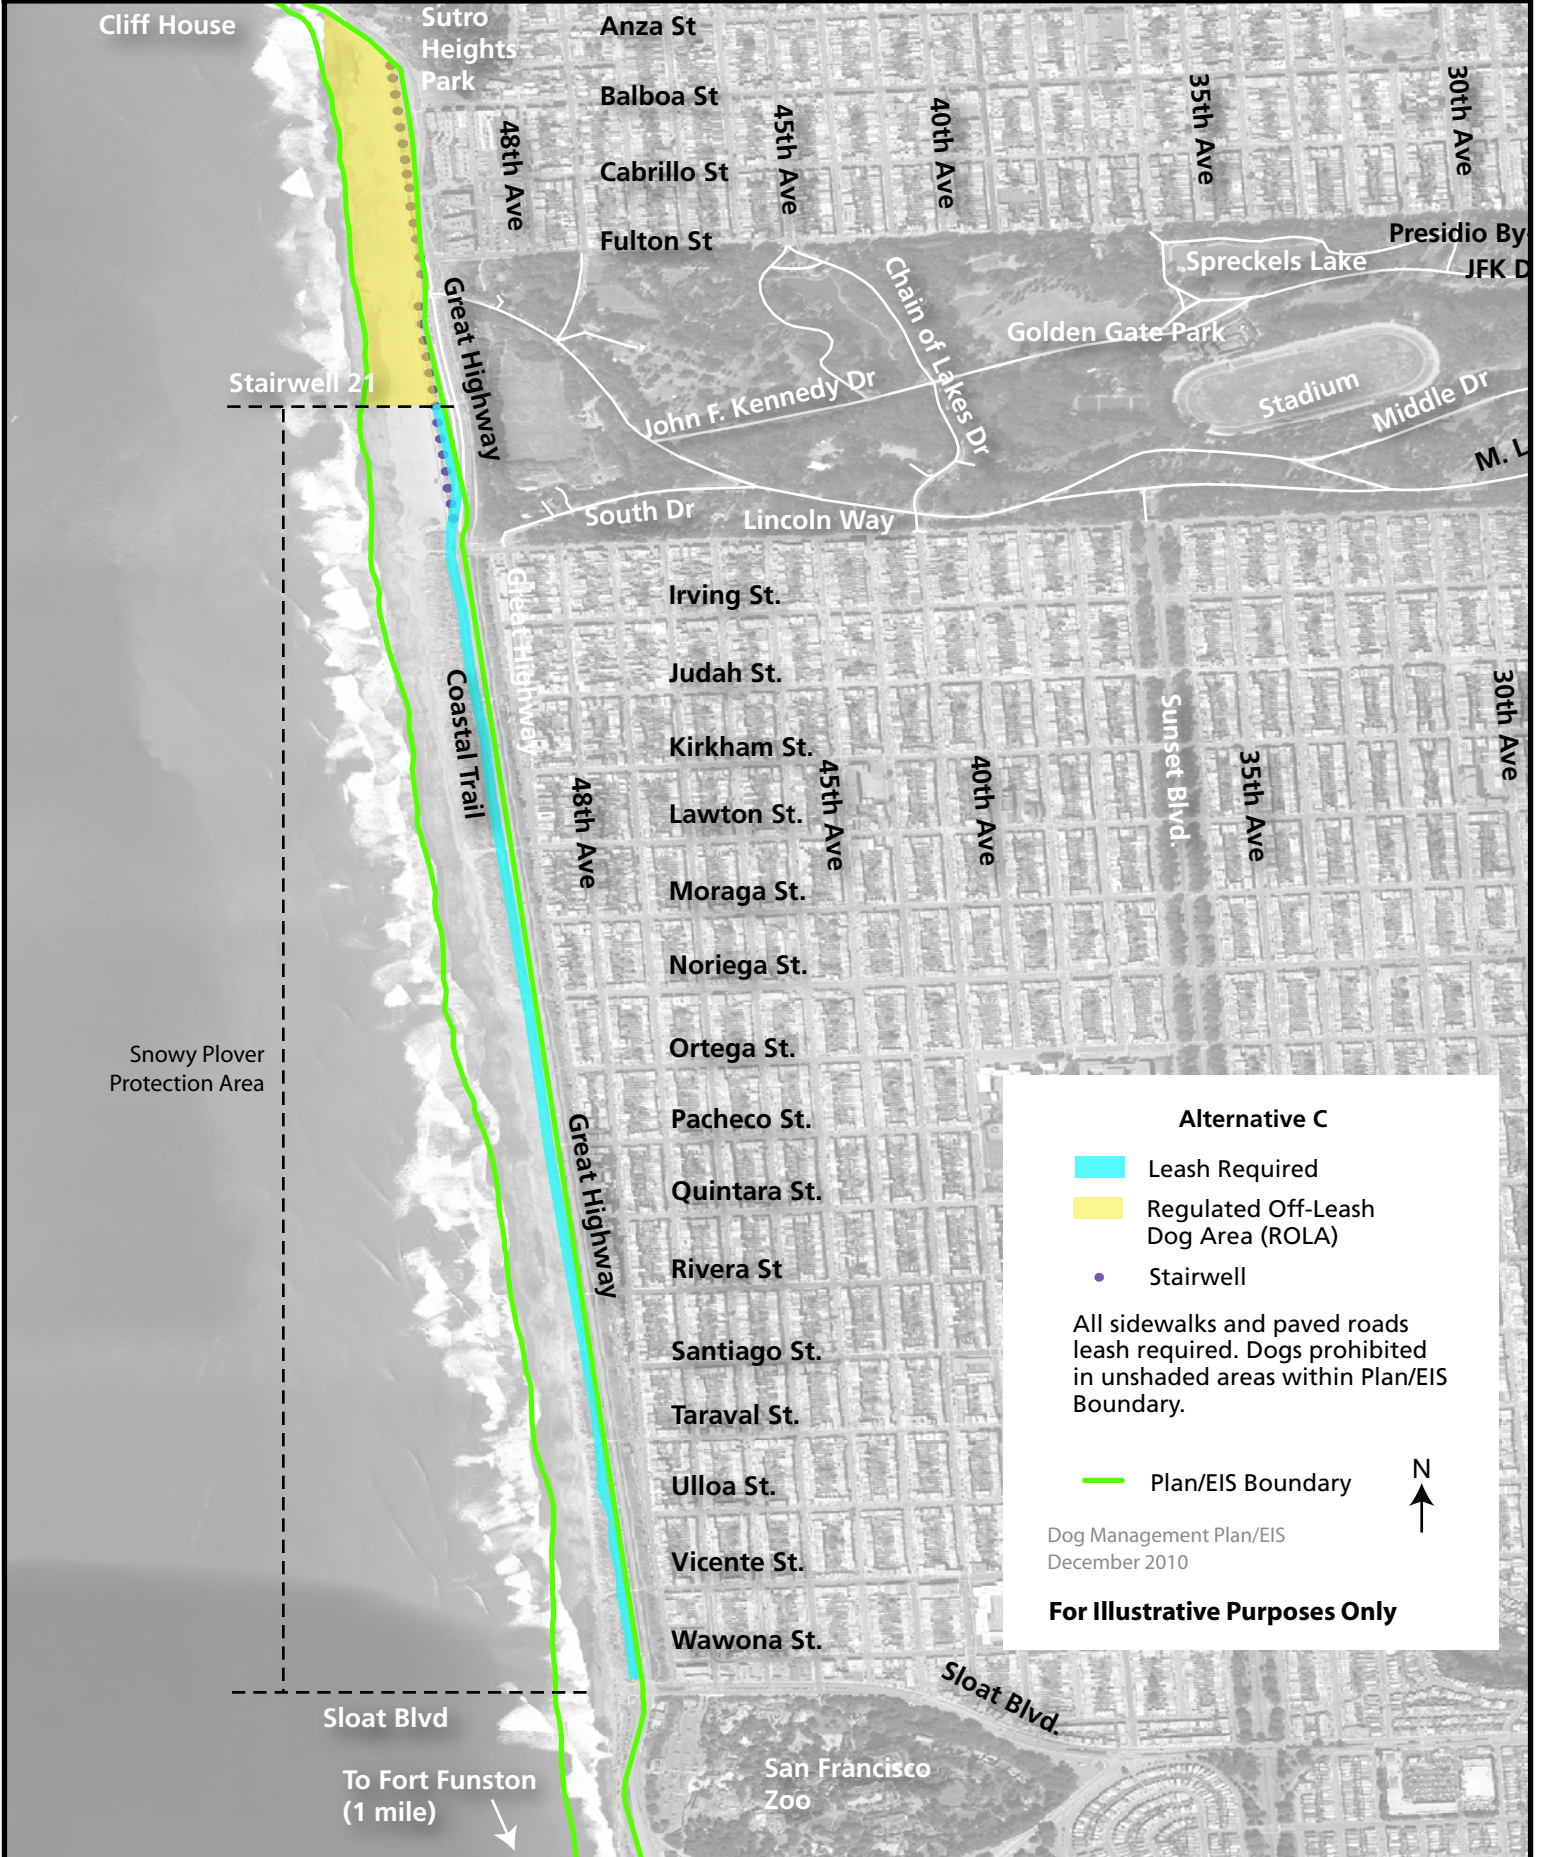 Cliff House
Sutro
Heights
Park
Anza St
Balboa St
Cabrillo St
Fulton St
48th Ave
45th Ave
40th Ave
35th Ave
30th Ave
Presidio By-
JFK D
Spreckels Lake
Golden Gate Park
Chain of Lakes Dr
John F. Kennedy Dr
Stadium
Middle Dr
M. L
Great Highway
Stairwell 21
South Dr
Lincoln Way
Great Highway
Irving St.
Judah St.
Kirkham St.
Lawton St.
Moraga St.
Noriega St.
Ortega St.
Pacheco St.
Quintara St.
Rivera St
Santiago St.
Taraval St.
Ulloa St.
Vicente St.
Wawona St.
Coastal Trail
48th Ave
45th Ave
40th Ave
Sunset Blvd.
35th Ave
30th Ave
Great Highway
Snowy Plover
Protection Area
Alternative C
Leash Required
Regulated Off-Leash
Dog Area (ROLA)
Stairwell
All sidewalks and paved roads
leash required. Dogs prohibited
in unshaded areas within Plan/EIS
Boundary.
Plan/EIS Boundary
N
Dog Management Plan/EIS
December 2010
For Illustrative Purposes Only
Sloat Blvd.
Sloat Blvd
To Fort Funston
(1 mile)
San Francisco
Zoo